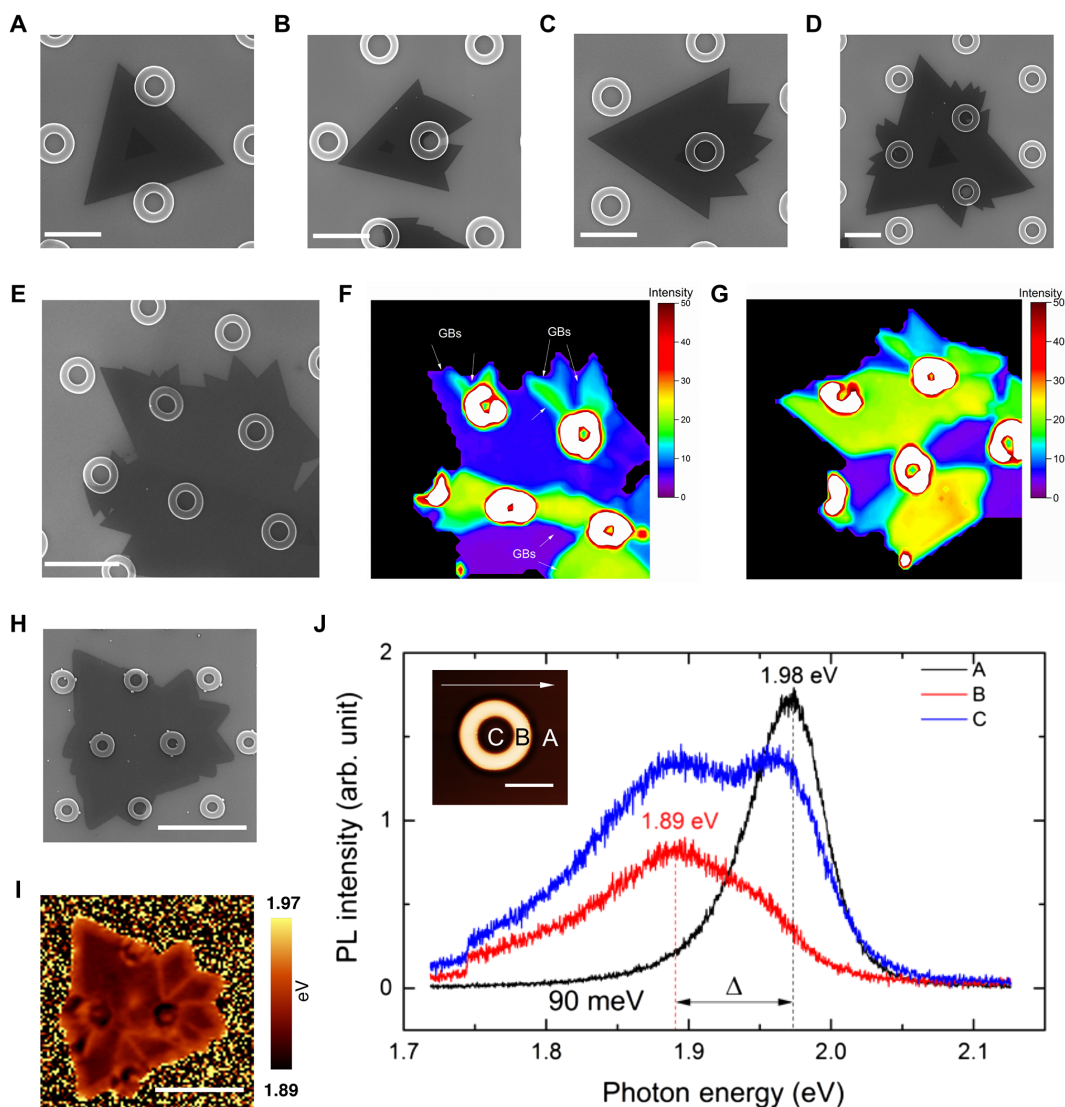 A
B
C
D
E
F
GBs
GBs
GBs
Intensity
50
40
30
20
10
0
G
Intensity
50
40
30
20
10
0
H
I
1.97
eV
1.89
J
PL intensity (arb. unit)
2
1
0
C B A
1.98 eV
1.89 eV
A
B
C
90 meV
Δ
1.7 1.8 1.9 2.0 2.1
Photon energy (eV)